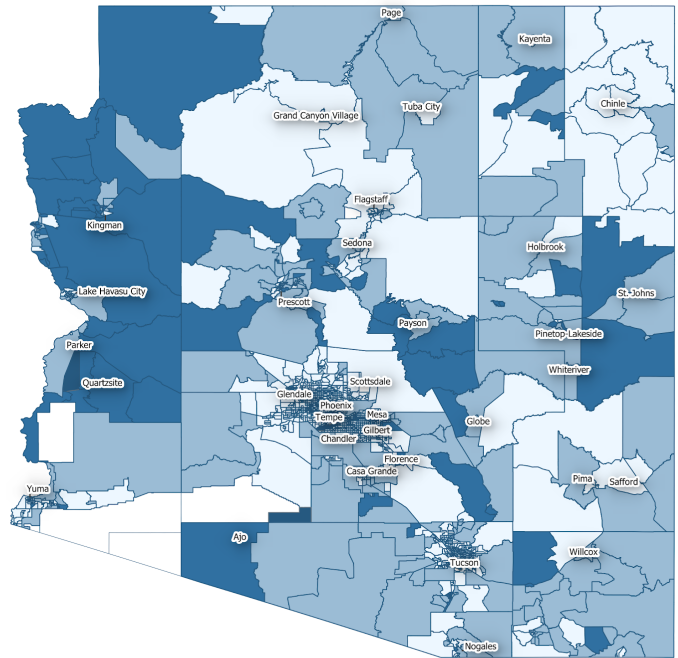 Page
Kayenta
Chinle
Tuba City
Grand Canyon Village
Flagstaff
Kingman
Sedona
Holbrook
Lake Havasu City
St. Johns
Prescott
Payson
Pinetop-Lakeside
Parker
Whiteriver
Quartzsite
Scottsdale
Glendale
Phoenix
Tempe
Mesa
Globe
Gilbert
Chandler
Florence
Casa Grande
Pima
Safford
Yuma
Ajo
Willcox
Tucson
Nogales